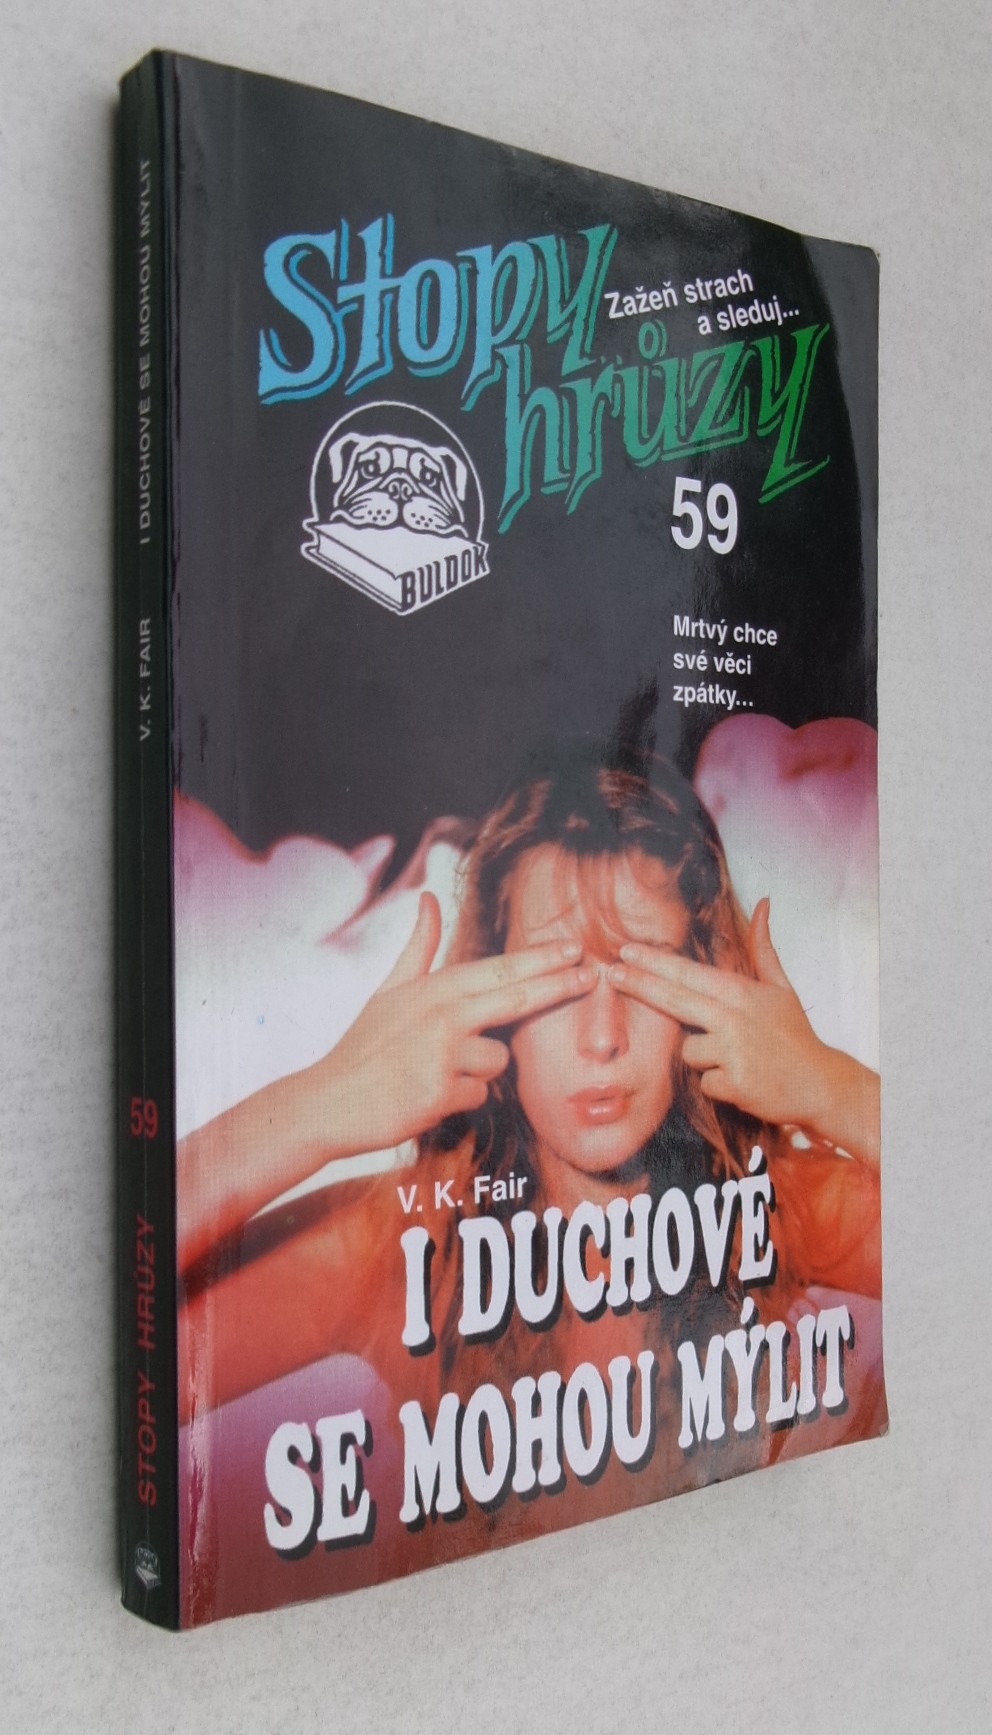 Stopy
hrůzy
Zažeň strach
a sleduj...
BULDOK
59
Mrtvý chce
své věci
zpátky...
V. K. Fair
I DUCHOVÉ
SE MOHOU MÝLIT
STOPY HRŮZY 59 V. K. FAIR I DUCHOVÉ SE MOHOU MÝLIT